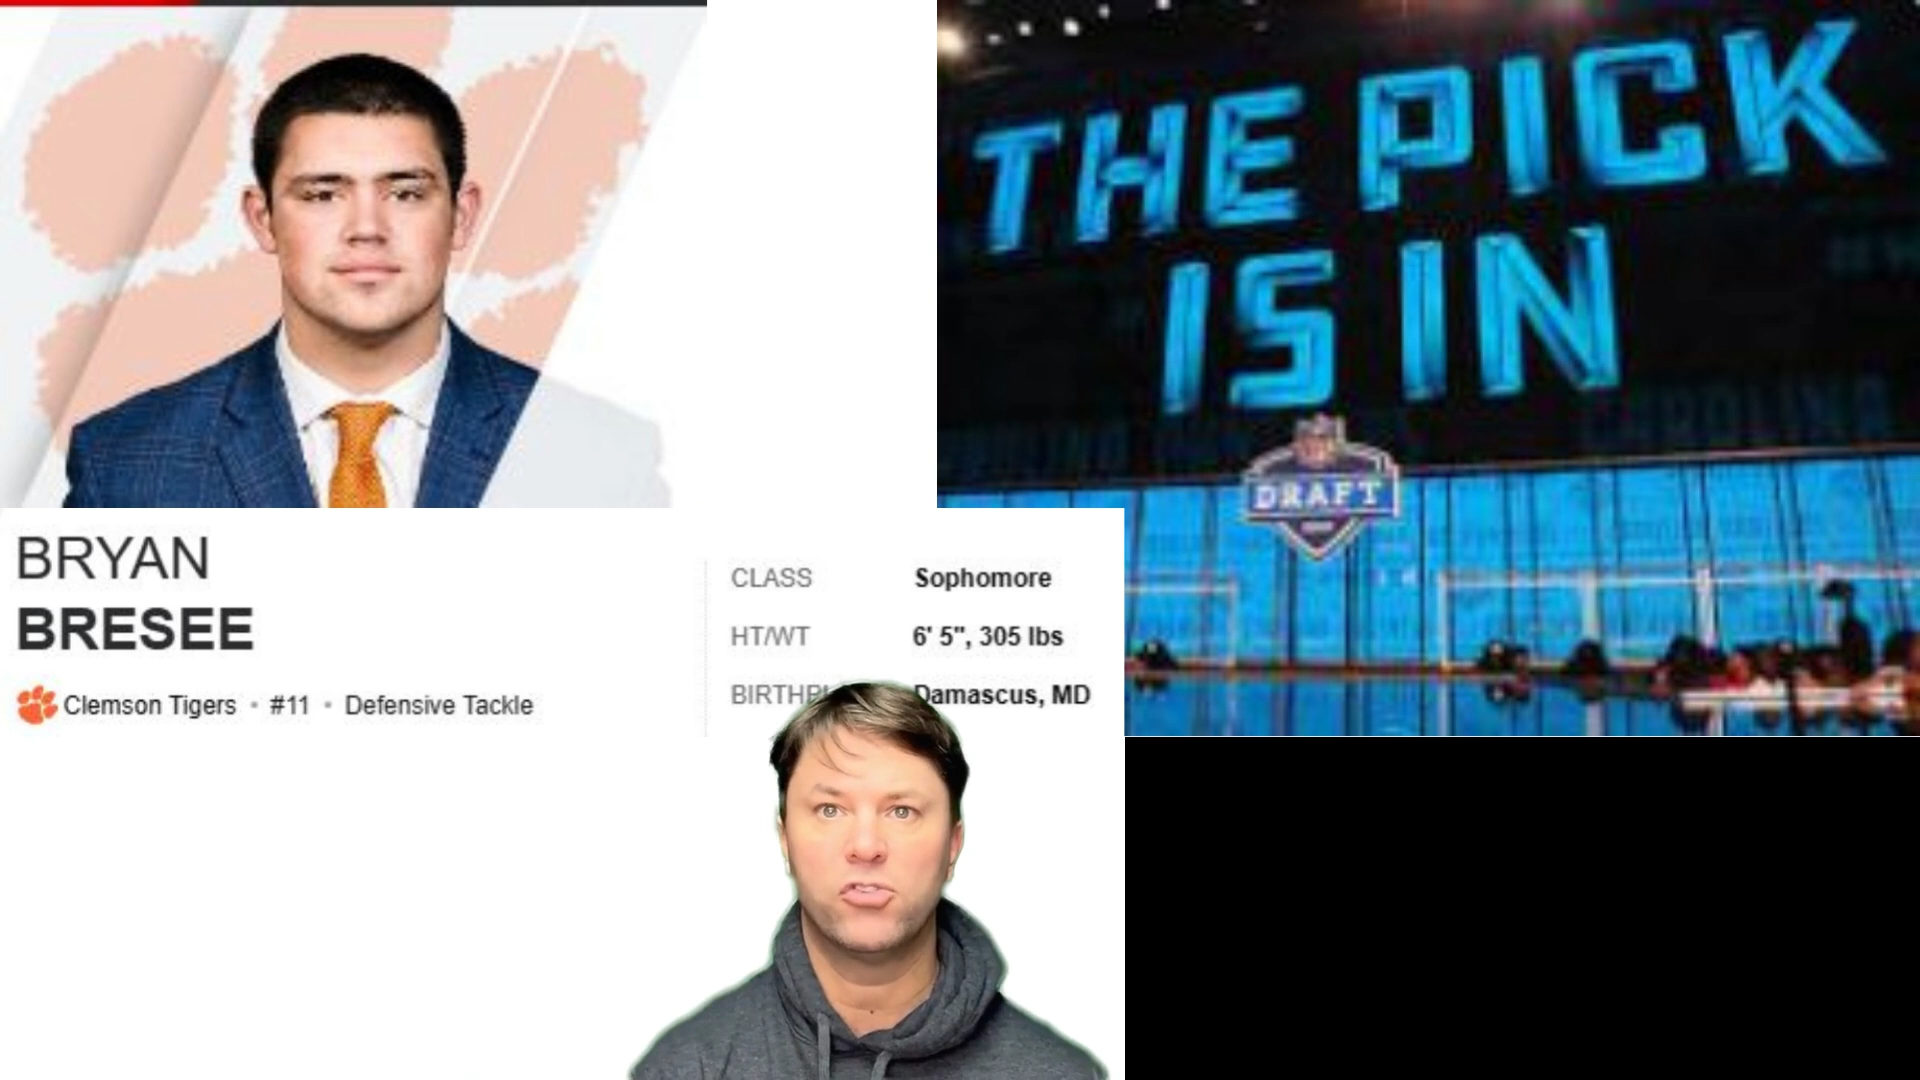 THE PICK
IS IN
DRAFT
BRYAN
BRESEE
Clemson Tigers • #11 • Defensive Tackle
CLASS Sophomore
HT/WT 6' 5", 305 lbs
Damascus, MD